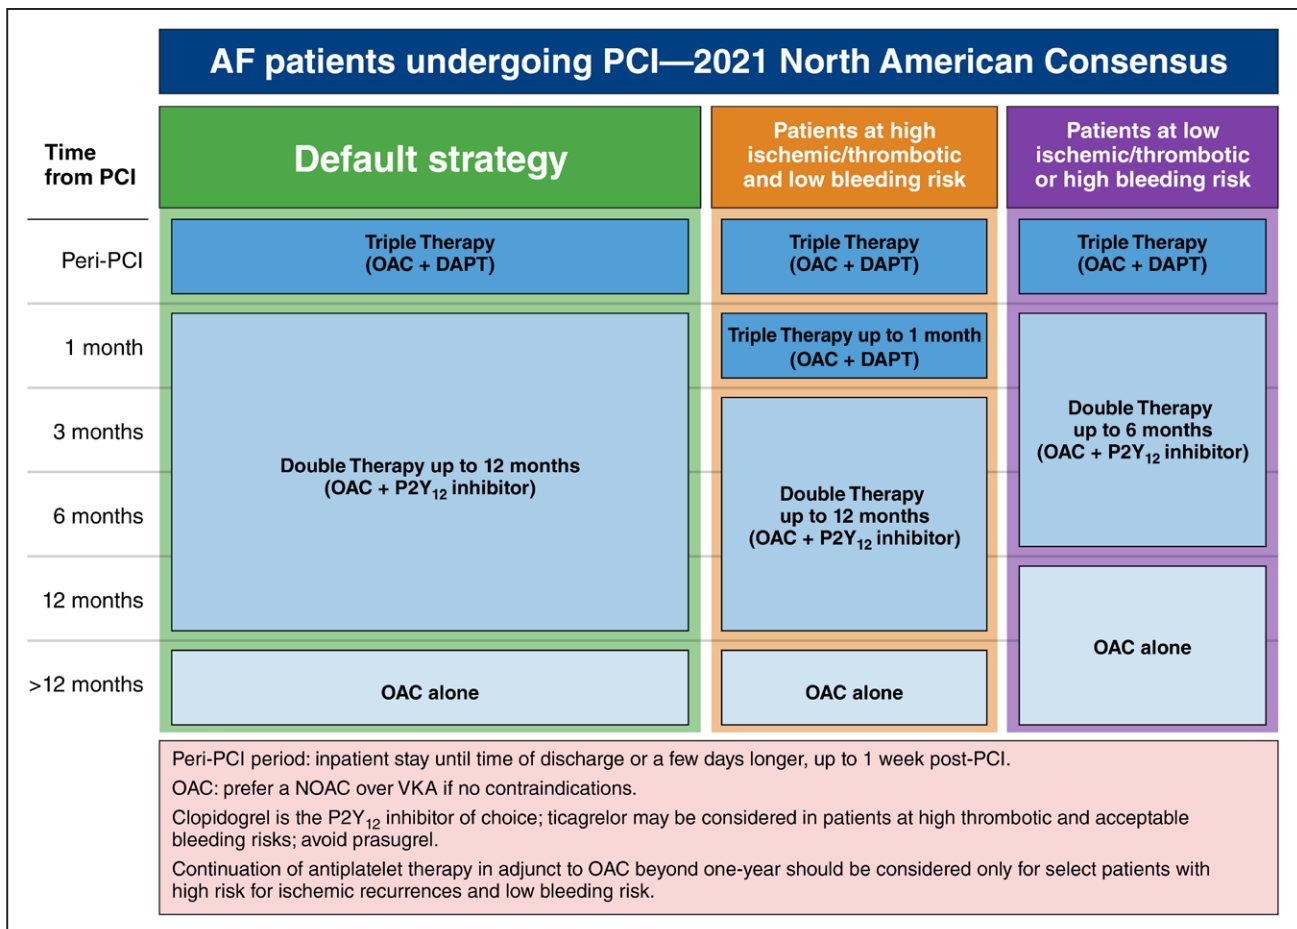 AF patients undergoing PCI—2021 North American Consensus
Time
from PCI
Default strategy
Patients at high
ischemic/thrombotic
and low bleeding risk
Patients at low
ischemic/thrombotic
or high bleeding risk
Peri-PCI
Triple Therapy
(OAC + DAPT)
Triple Therapy
(OAC + DAPT)
Triple Therapy
(OAC + DAPT)
1 month
Triple Therapy up to 1 month
(OAC + DAPT)
3 months
Double Therapy up to 12 months
(OAC + P2Y₁₂ inhibitor)
Double Therapy
up to 6 months
(OAC + P2Y₁₂ inhibitor)
6 months
Double Therapy
up to 12 months
(OAC + P2Y₁₂ inhibitor)
12 months
>12 months
OAC alone
OAC alone
OAC alone
Peri-PCI period: inpatient stay until time of discharge or a few days longer, up to 1 week post-PCI.
OAC: prefer a NOAC over VKA if no contraindications.
Clopidogrel is the P2Y₁₂ inhibitor of choice; ticagrelor may be considered in patients at high thrombotic and acceptable
bleeding risks; avoid prasugrel.
Continuation of antiplatelet therapy in adjunct to OAC beyond one-year should be considered only for select patients with
high risk for ischemic recurrences and low bleeding risk.